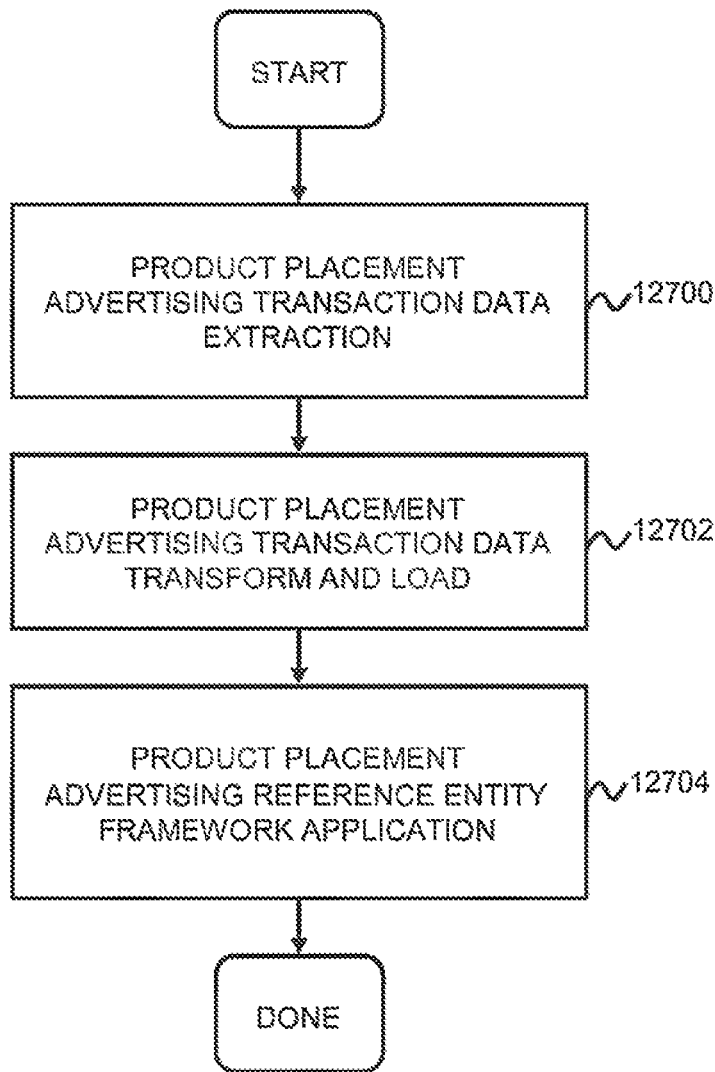 START
PRODUCT PLACEMENT
ADVERTISING TRANSACTION DATA
EXTRACTION
12700
PRODUCT PLACEMENT
ADVERTISING TRANSACTION DATA
TRANSFORM AND LOAD
12702
PRODUCT PLACEMENT
ADVERTISING REFERENCE ENTITY
FRAMEWORK APPLICATION
12704
DONE